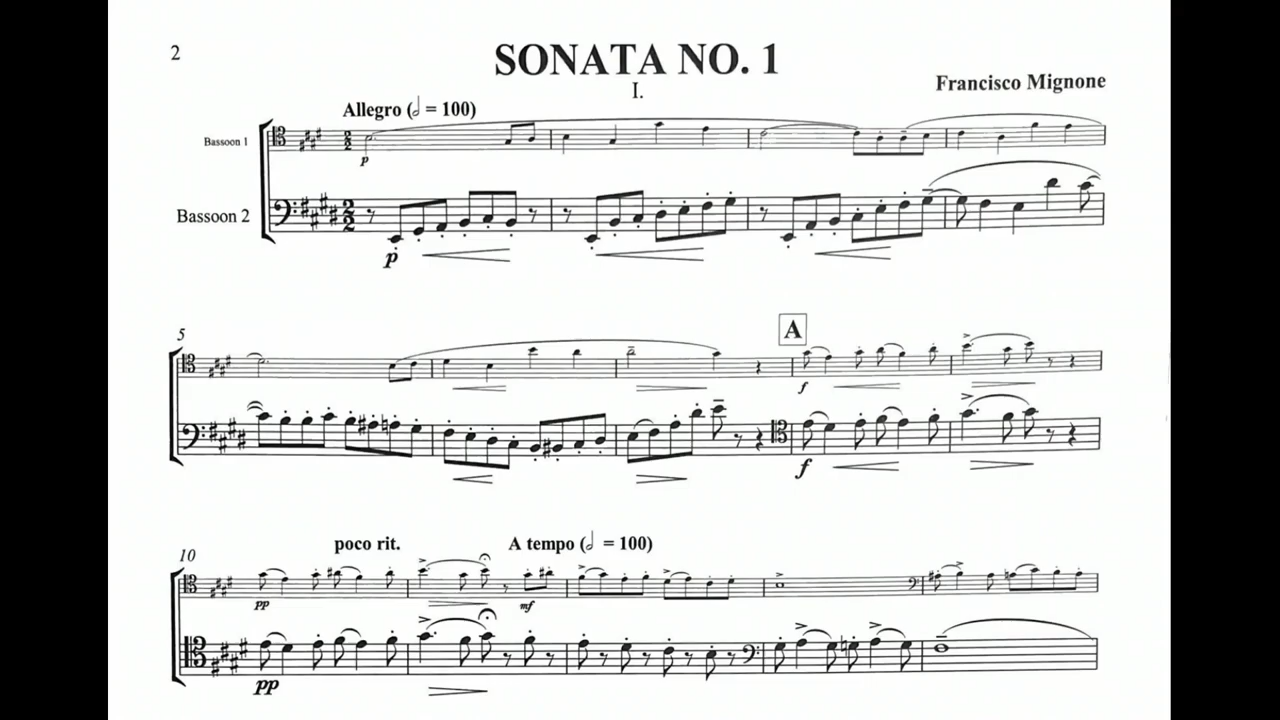 2
SONATA NO. 1
I.
Francisco Mignone
Allegro (𝅗𝅥 = 100)
Bassoon 1
p
Bassoon 2
p
5
A
f
f
10
poco rit.
A tempo (𝅗𝅥 = 100)
pp
mf
pp